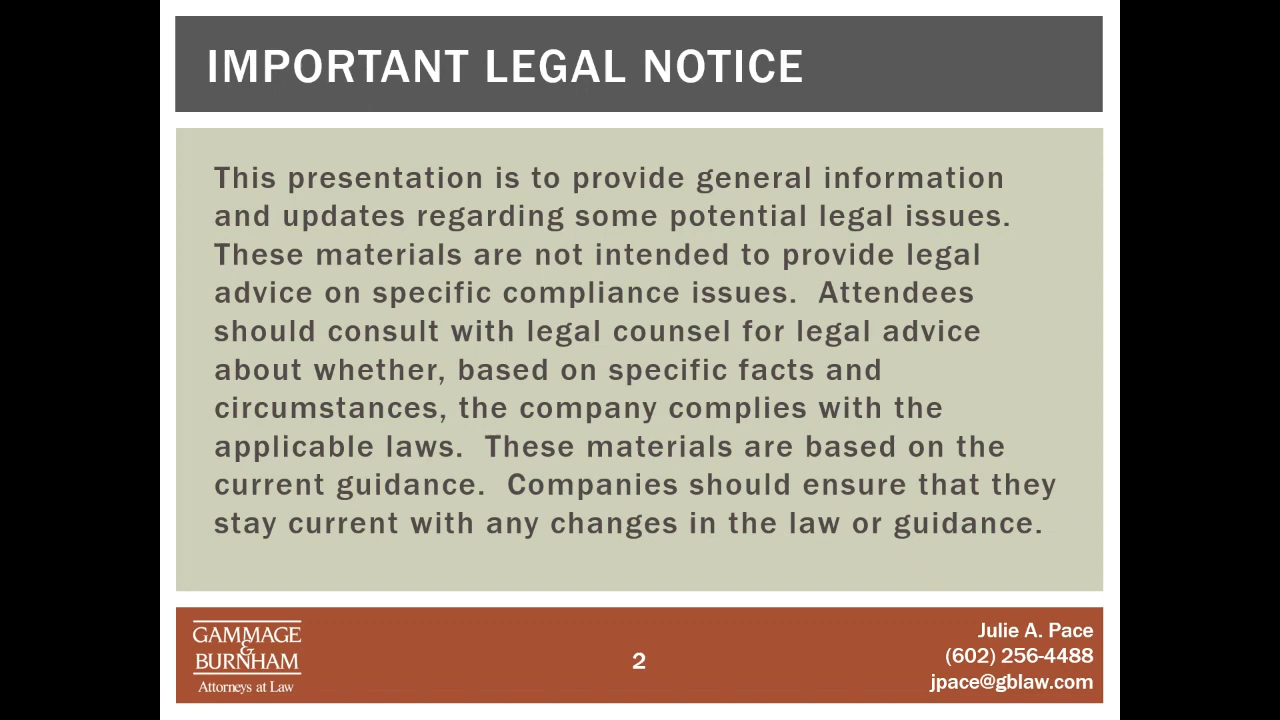 IMPORTANT LEGAL NOTICE
This presentation is to provide general information
and updates regarding some potential legal issues.
These materials are not intended to provide legal
advice on specific compliance issues.  Attendees
should consult with legal counsel for legal advice
about whether, based on specific facts and
circumstances, the company complies with the
applicable laws.  These materials are based on the
current guidance.  Companies should ensure that they
stay current with any changes in the law or guidance.
GAMMAGE
&
BURNHAM
Attorneys at Law
2
Julie A. Pace
(602) 256-4488
jpace@gblaw.com